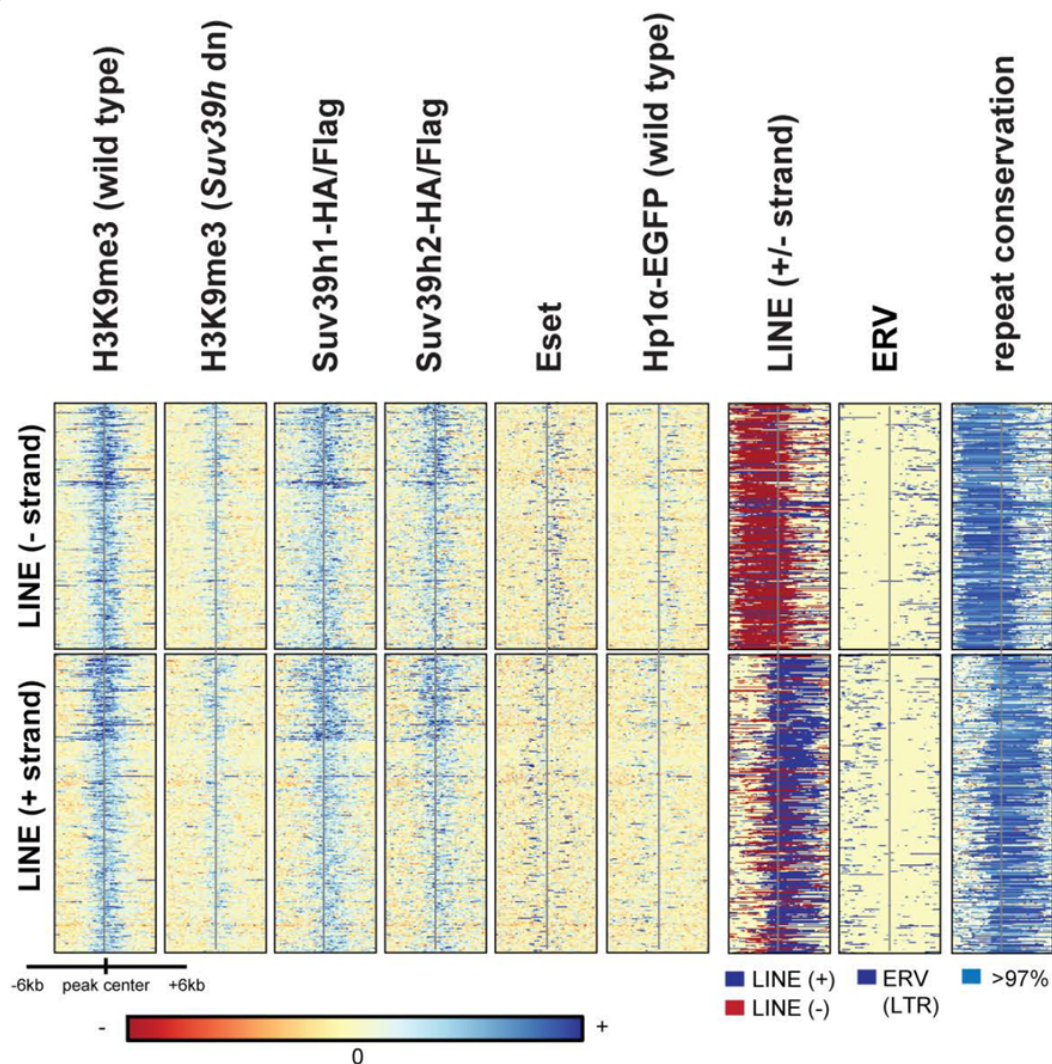 H3K9me3 (wild type)
H3K9me3 (Suv39h dn)
Suv39h1-HA/Flag
Suv39h2-HA/Flag
Eset
Hp1α-EGFP (wild type)
LINE (+/- strand)
ERV
repeat conservation
LINE (- strand)
LINE (+ strand)
-6kb peak center +6kb
LINE (+)
LINE (-)
ERV
(LTR)
>97%
- +
0